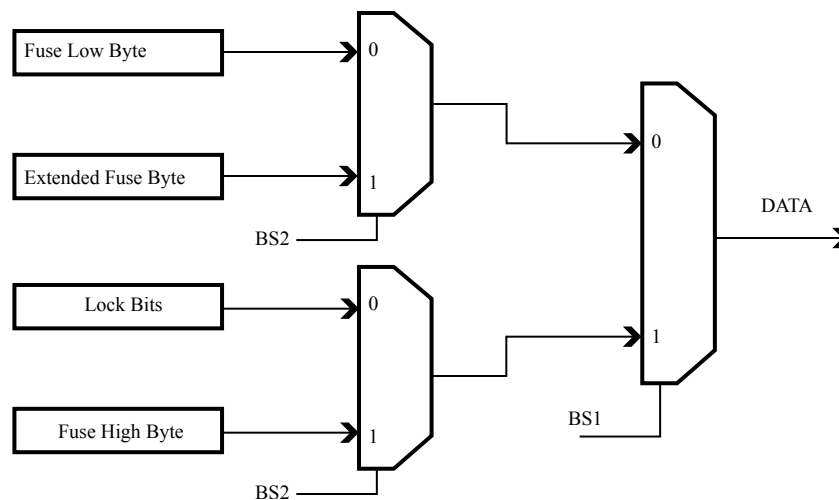 Fuse Low Byte
0
Extended Fuse Byte
1
BS2
0
DATA
1
Lock Bits
0
Fuse High Byte
1
BS2
BS1